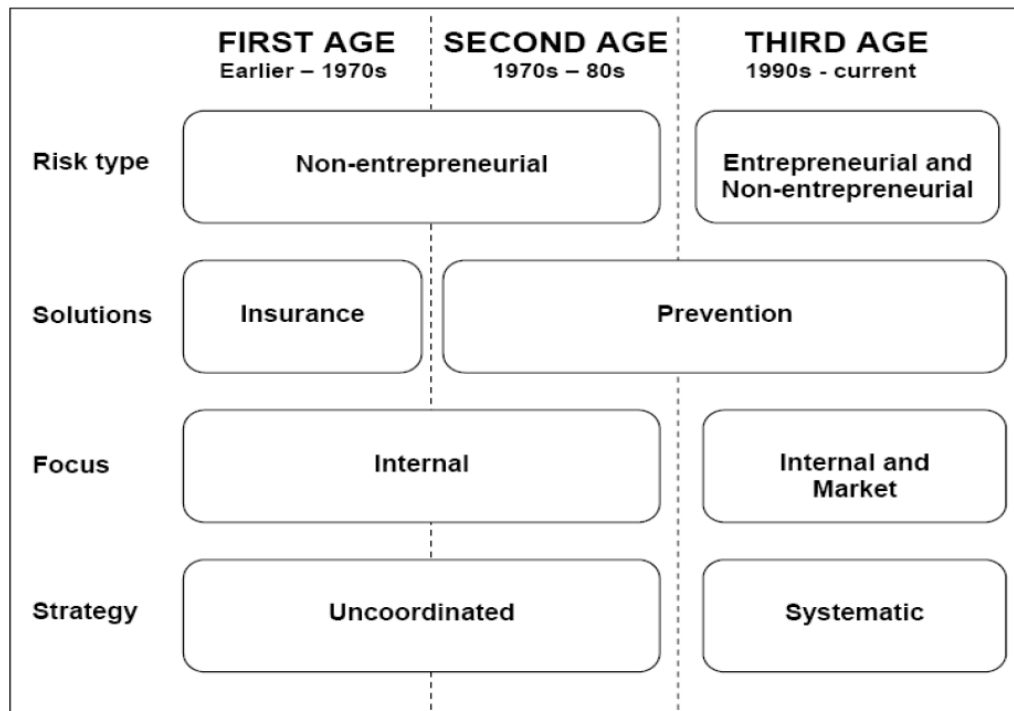 FIRST AGE
Earlier – 1970s
SECOND AGE
1970s – 80s
THIRD AGE
1990s - current
Risk type
Non-entrepreneurial
Entrepreneurial and
Non-entrepreneurial
Solutions
Insurance
Prevention
Focus
Internal
Internal and
Market
Strategy
Uncoordinated
Systematic